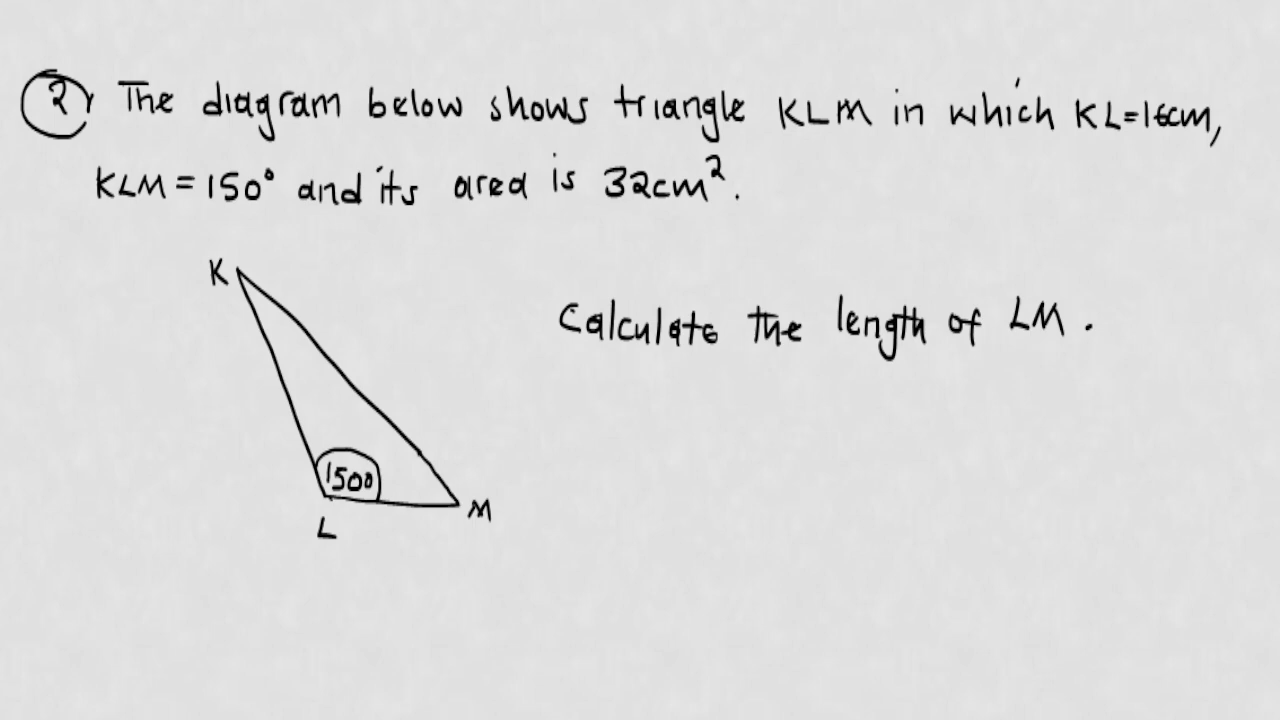 2, The diagram below shows triangle KLM in which KL=16cm,
KLM = 150° and its area is 32cm².
K
Calculate the length of LM.
150°
M
L